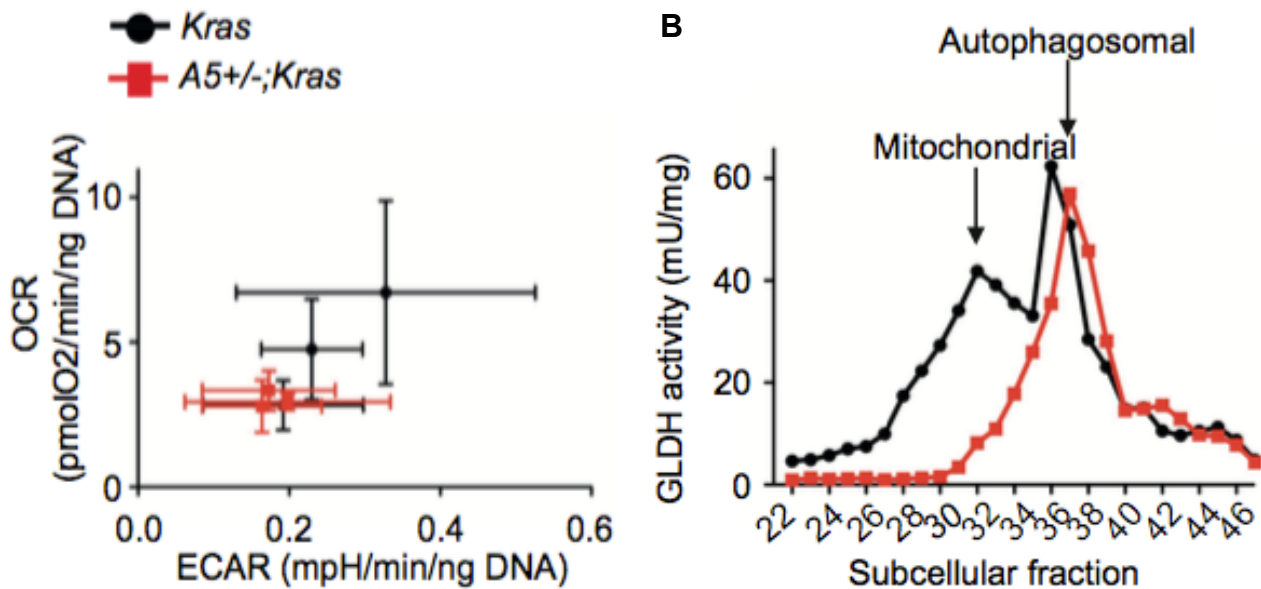 Kras
A5+/-;Kras
OCR
(pmolO2/min/ng DNA)
10
5
0
0.0 0.2 0.4 0.6
ECAR (mpH/min/ng DNA)
B
Autophagosomal
Mitochondrial
GLDH activity (mU/mg)
60
40
20
0
22 24 26 28 30 32 34 36 38 40 42 44 46
Subcellular fraction